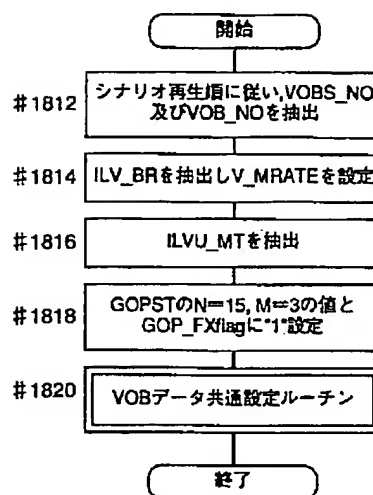 開始
#1812
シナリオ再生順に従い,VOBS_NO
及びVOB_NOを抽出
#1814
ILV_BRを抽出しV_MRATEを設定
#1816
ILVU_MTを抽出
#1818
GOPSTのN=15, M=3の値と
GOP_FXflagに"1"設定
#1820
VOBデータ共通設定ルーチン
終了